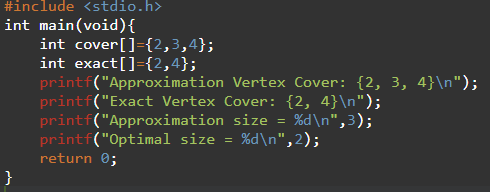 #include <stdio.h>
int main(void){
    int cover[]={2,3,4};
    int exact[]={2,4};
    printf("Approximation Vertex Cover: {2, 3, 4}\n");
    printf("Exact Vertex Cover: {2, 4}\n");
    printf("Approximation size = %d\n",3);
    printf("Optimal size = %d\n",2);
    return 0;
}